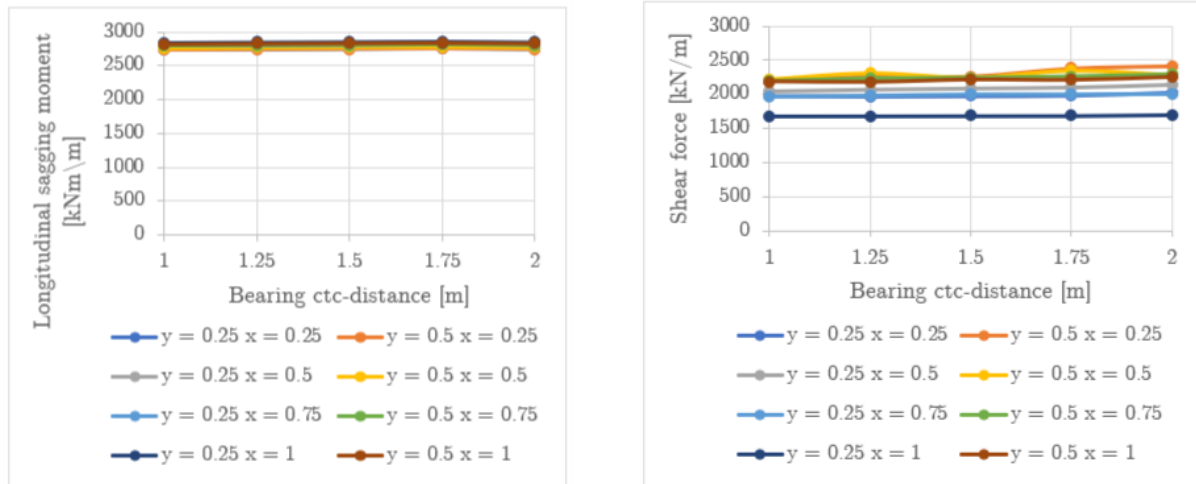 Longitudinal sagging moment
[kNm\m]
3000
2500
2000
1500
1000
500
0
1 1.25 1.5 1.75 2
Bearing ctc-distance [m]
y = 0.25 x = 0.25 y = 0.5 x = 0.25
y = 0.25 x = 0.5 y = 0.5 x = 0.5
y = 0.25 x = 0.75 y = 0.5 x = 0.75
y = 0.25 x = 1 y = 0.5 x = 1
Shear force [kN/m]
3000
2500
2000
1500
1000
500
0
1 1.25 1.5 1.75 2
Bearing ctc-distance [m]
y = 0.25 x = 0.25 y = 0.5 x = 0.25
y = 0.25 x = 0.5 y = 0.5 x = 0.5
y = 0.25 x = 0.75 y = 0.5 x = 0.75
y = 0.25 x = 1 y = 0.5 x = 1